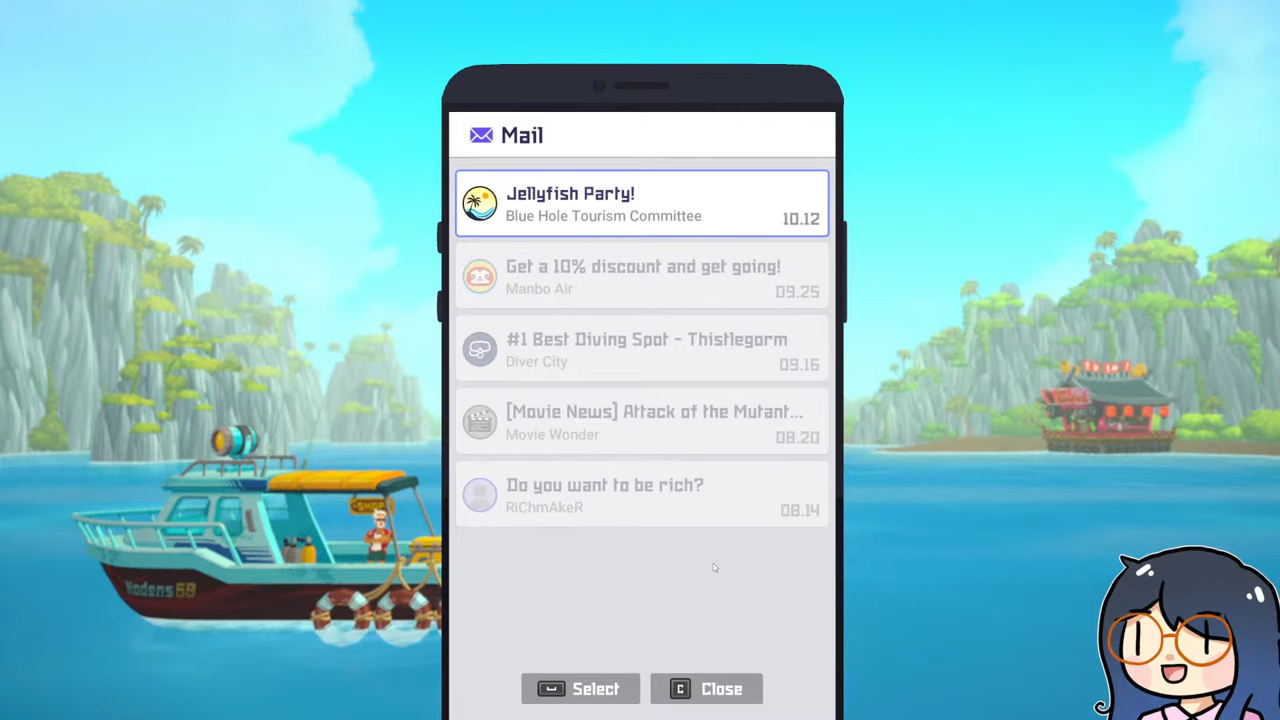 Mail
Jellyfish Party!
Blue Hole Tourism Committee
10.12
Get a 10% discount and get going!
Manbo Air
09.25
#1 Best Diving Spot - Thistlegorm
Diver City
09.16
[Movie News] Attack of the Mutant...
Movie Wonder
08.20
Do you want to be rich?
RiChmAkeR
08.14
SHOP
Nodens58
Select
C Close